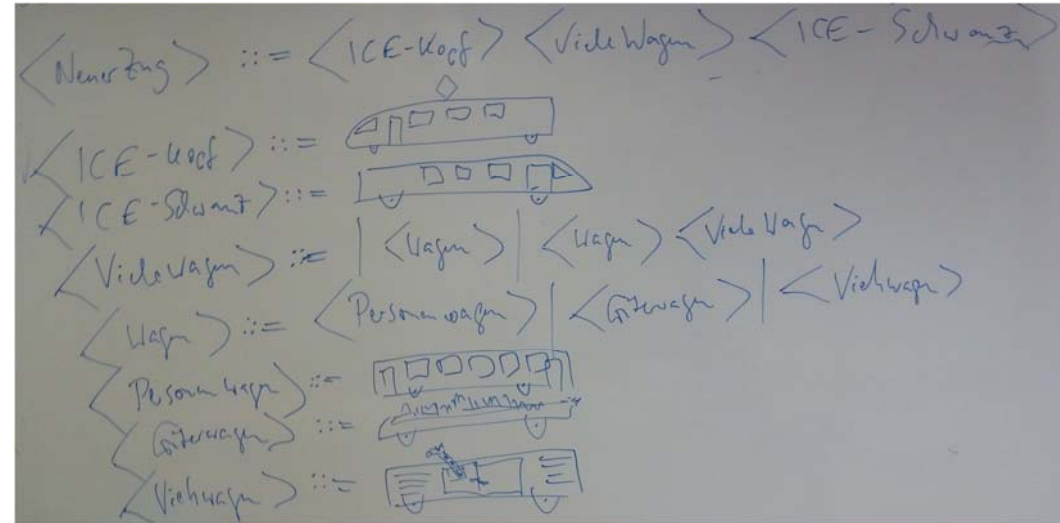 <Neuer Zug> ::= <ICE-Kopf> <Viele Wagen> <ICE-Schwanz>
<ICE-Kopf> ::=
<ICE-Schwanz> ::=
<Viele Wagen> ::= | <Wagen> | <Wagen> <Viele Wagen>
<Wagen> ::= <Personenwagen> | <Güterwagen> | <Viehwagen>
<Personenwagen> ::=
<Güterwagen> ::=
<Viehwagen> ::=